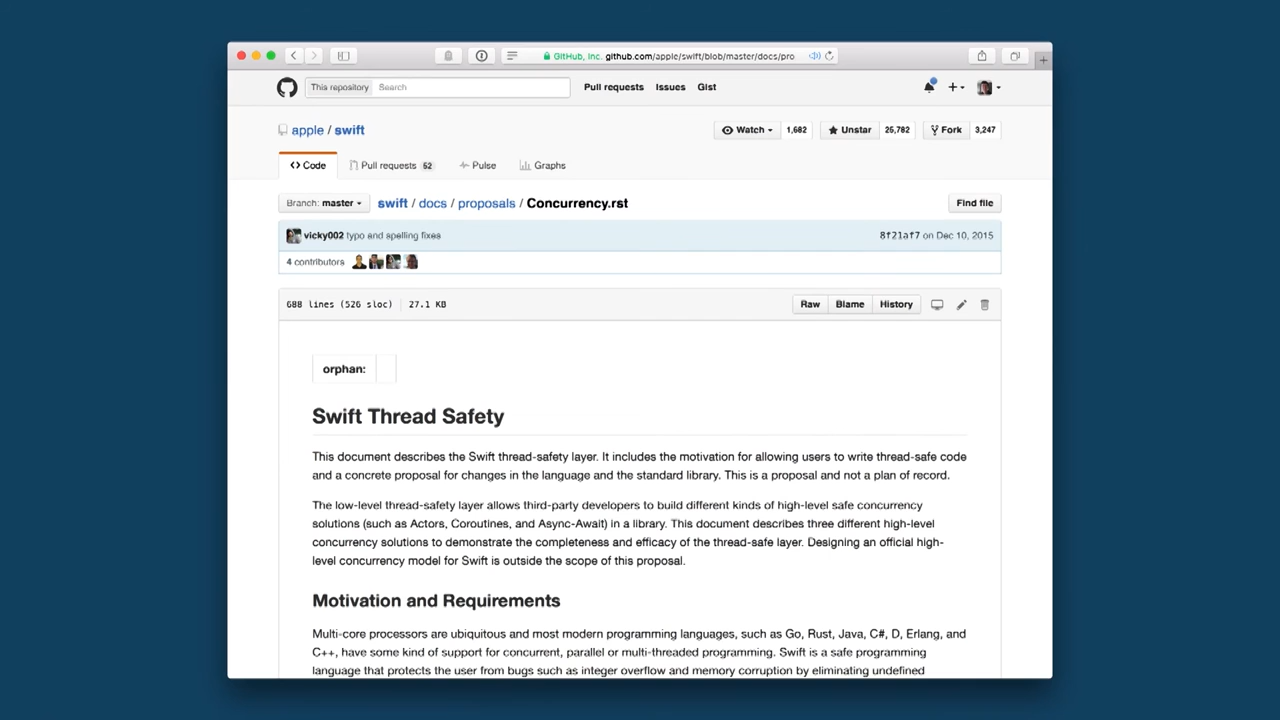 GitHub, Inc. github.com/apple/swift/blob/master/docs/pro
This repository Search Pull requests Issues Gist
apple / swift Watch 1,682 Unstar 25,782 Fork 3,247
Code Pull requests 52 Pulse Graphs
Branch: master swift / docs / proposals / Concurrency.rst Find file
vicky002 typo and spelling fixes 8f21af7 on Dec 10, 2015
4 contributors
688 lines (526 sloc) 27.1 KB Raw Blame History
orphan:
Swift Thread Safety
This document describes the Swift thread-safety layer. It includes the motivation for allowing users to write thread-safe code
and a concrete proposal for changes in the language and the standard library. This is a proposal and not a plan of record.
The low-level thread-safety layer allows third-party developers to build different kinds of high-level safe concurrency
solutions (such as Actors, Coroutines, and Async-Await) in a library. This document describes three different high-level
concurrency solutions to demonstrate the completeness and efficacy of the thread-safe layer. Designing an official high-
level concurrency model for Swift is outside the scope of this proposal.
Motivation and Requirements
Multi-core processors are ubiquitous and most modern programming languages, such as Go, Rust, Java, C#, D, Erlang, and
C++, have some kind of support for concurrent, parallel or multi-threaded programming. Swift is a safe programming
language that protects the user from bugs such as integer overflow and memory corruption by eliminating undefined